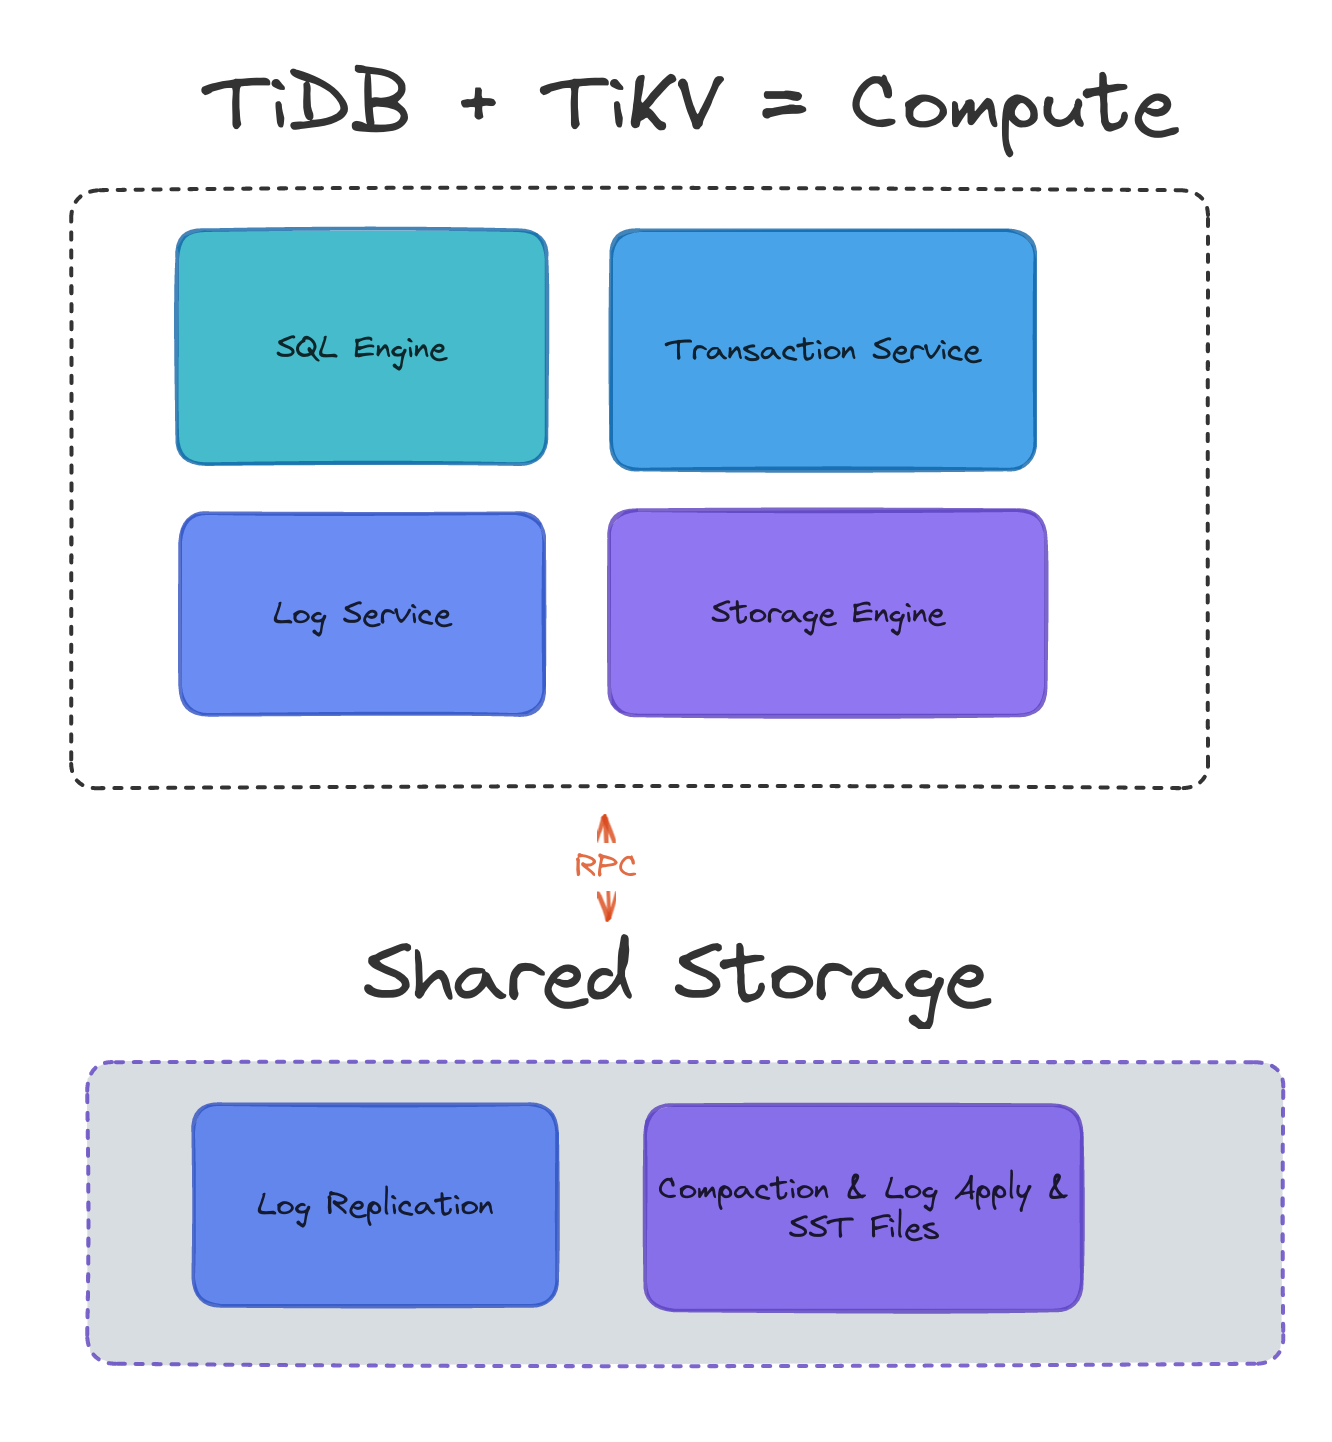 TiDB + TiKV = Compute
SQL Engine
Transaction Service
Log Service
Storage Engine
RPC
Shared Storage
Log Replication
Compaction & Log Apply &
SST Files